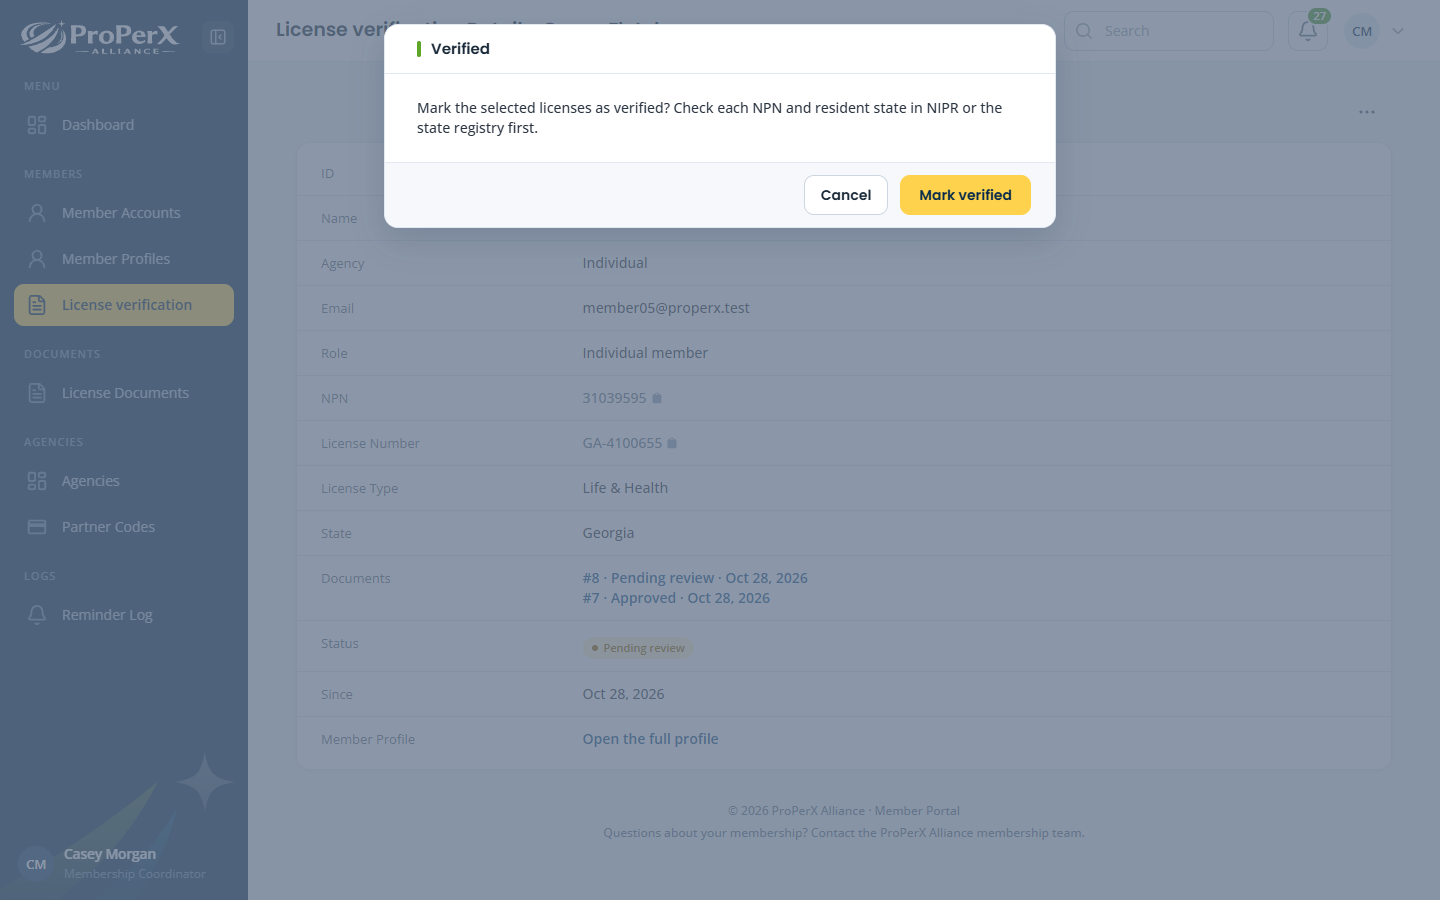 ProPerX
ALLIANCE
MENU
Dashboard
MEMBERS
Member Accounts
Member Profiles
License verification
DOCUMENTS
License Documents
AGENCIES
Agencies
Partner Codes
LOGS
Reminder Log
CM
Casey Morgan
Membership Coordinator
License
Search
27
CM
Verified
Mark the selected licenses as verified? Check each NPN and resident state in NIPR or the
state registry first.
Cancel
Mark verified
ID
Name
Agency
Individual
Email
member05@properx.test
Role
Individual member
NPN
31039595
License Number
GA-4100655
License Type
Life & Health
State
Georgia
Documents
#8 · Pending review · Oct 28, 2026
#7 · Approved · Oct 28, 2026
Status
Pending review
Since
Oct 28, 2026
Member Profile
Open the full profile
© 2026 ProPerX Alliance · Member Portal
Questions about your membership? Contact the ProPerX Alliance membership team.